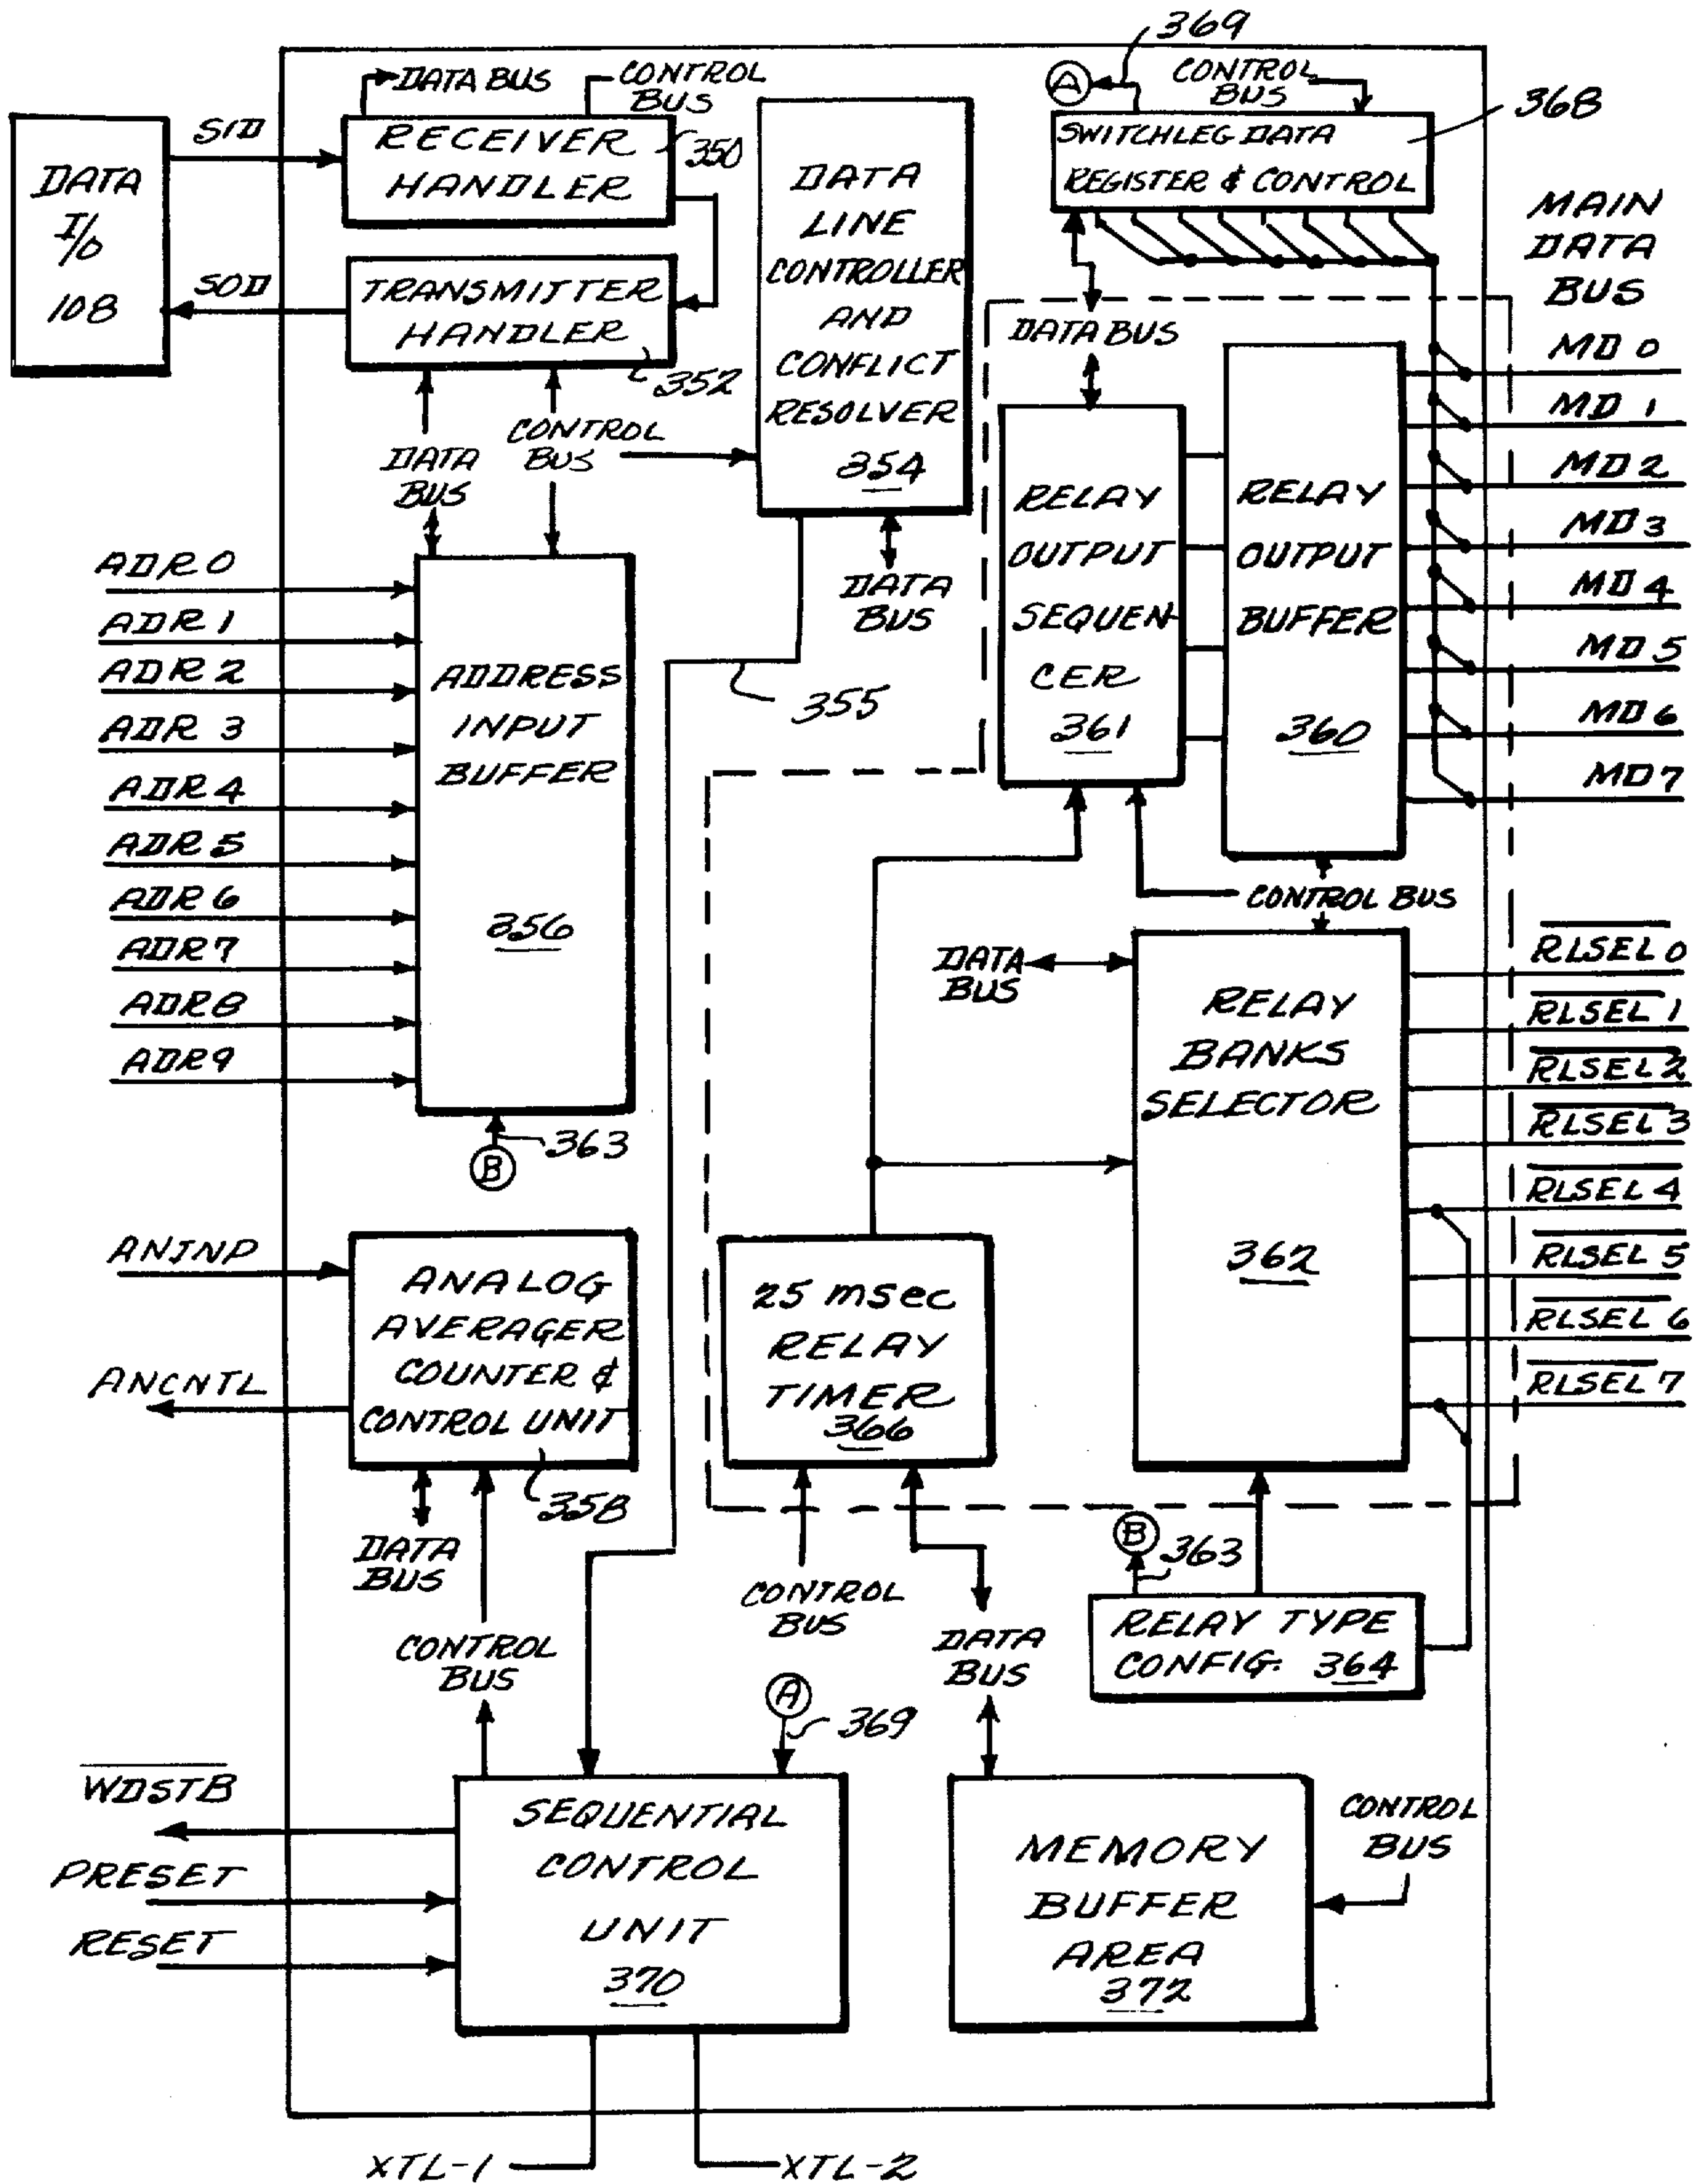 369
DATA BUS
CONTROL
BUS
A
CONTROL
BUS
368
DATA
I/O
108
SID
SOD
RECEIVER
HANDLER
350
TRANSMITTER
HANDLER
352
DATA
LINE
CONTROLLER
AND
CONFLICT
RESOLVER
354
SWITCHLEG DATA
REGISTER & CONTROL
MAIN
DATA
BUS
DATA BUS
DATA
BUS
CONTROL
BUS
DATA
BUS
355
RELAY
OUTPUT
SEQUEN-
CER
361
RELAY
OUTPUT
BUFFER
360
MD 0
MD 1
MD 2
MD 3
MD 4
MD 5
MD 6
MD 7
ADR 0
ADR 1
ADR 2
ADR 3
ADR 4
ADR 5
ADR 6
ADR 7
ADR 8
ADR 9
ADDRESS
INPUT
BUFFER
356
363
B
CONTROL BUS
DATA
BUS
RELAY
BANKS
SELECTOR
362
RLSEL 0
RLSEL 1
RLSEL 2
RLSEL 3
RLSEL 4
RLSEL 5
RLSEL 6
RLSEL 7
ANINP
ANCNTL
ANALOG
AVERAGER
COUNTER &
CONTROL UNIT
358
DATA
BUS
CONTROL
BUS
25 msec
RELAY
TIMER
366
CONTROL
BUS
DATA
BUS
B
363
RELAY TYPE
CONFIG. 364
A
369
WDSTB
PRESET
RESET
SEQUENTIAL
CONTROL
UNIT
370
MEMORY
BUFFER
AREA
372
CONTROL
BUS
XTL-1
XTL-2